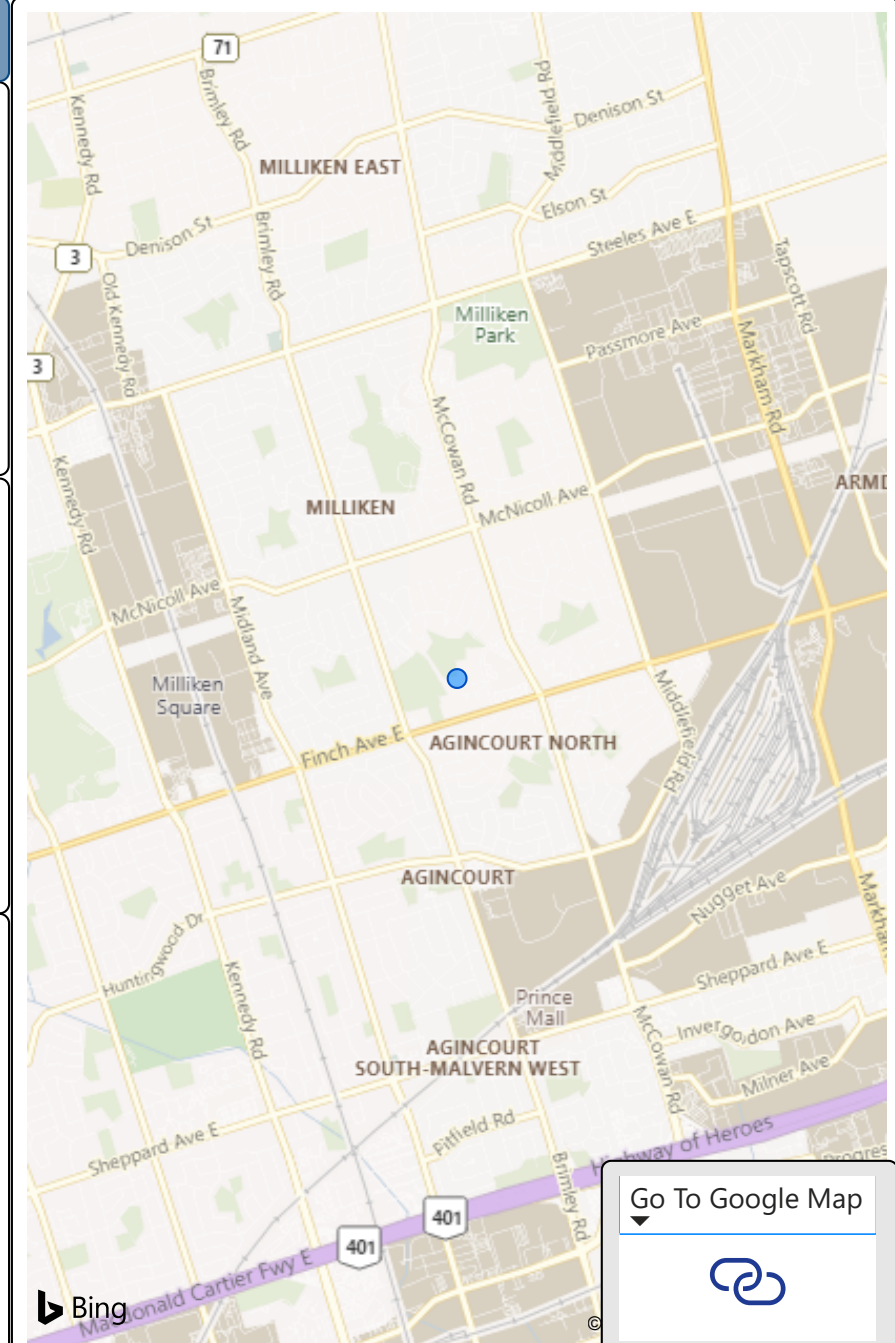 71
Kennedy Rd
Brimley Rd
Middlefield Rd
Denison St
MILLIKEN EAST
Elson St
Denison St
Brimley Rd
Steeles Ave E
3
Old Kennedy Rd
Tapscott Rd
Milliken
Park
Passmore Ave
Markham Rd
3
McCowan Rd
Kennedy Rd
MILLIKEN
McNicoll Ave
McNicoll Ave
Midland Ave
Milliken
Square
Middlefield Rd
Finch Ave E
AGINCOURT NORTH
AGINCOURT
Nugget Ave
Huntingwood Dr
Sheppard Ave E
Kennedy Rd
Prince
Mall
McCowan Rd
Invergordon Ave
AGINCOURT
SOUTH-MALVERN WEST
Milner Ave
Pitfield Rd
Sheppard Ave E
Highway of Heroes
Brimley Rd
Go To Google Map
401
401
Macdonald Cartier Fwy E
Bing
©